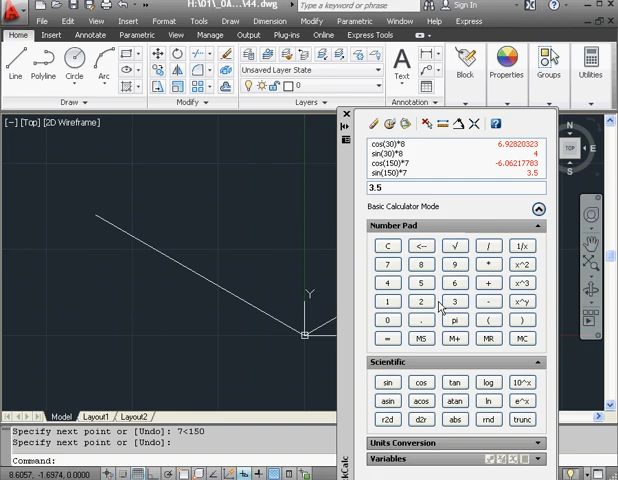 H:\011_0A...\44.dwg
Type a keyword or phrase
Sign In
Edit View Insert Format Tools Draw Dimension Modify Parametric Window Help Express
Home Insert Annotate Parametric View Manage Output Plug-ins Online Express Tools
Line Polyline Circle Arc
Unsaved Layer State
0
Text
Block
Properties
Groups
Utilities
Draw
Modify
Layers
Annotation
[–] [Top] [2D Wireframe]
N
TOP
E
S
cos(30)*8 6.92820323
sin(30)*8 4
cos(150)*7 -6.06217783
sin(150)*7 3.5
3.5
Basic Calculator Mode
Number Pad
C <-- √ / 1/x
7 8 9 * x^2
4 5 6 + x^3
1 2 3 - x^y
0 . pi ( )
= MS M+ MR MC
Y
Scientific
sin cos tan log 10^x
asin acos atan ln e^x
r2d d2r abs rnd trunc
Units Conversion
Variables
kCalc
Model Layout1 Layout2
Specify next point or [Undo]: 7<150
Specify next point or [Undo]:
Command:
8.6057, -1.6974, 0.0000